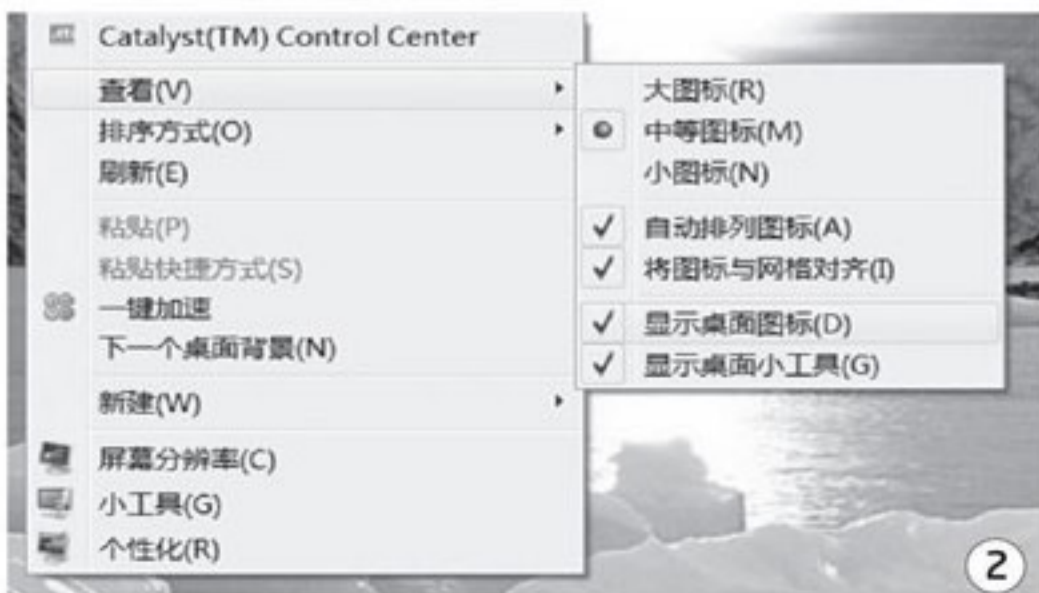 Catalyst(TM) Control Center
查看(V)
排序方式(O)
刷新(E)
粘贴(P)
粘贴快捷方式(S)
一键加速
下一个桌面背景(N)
新建(W)
屏幕分辨率(C)
小工具(G)
个性化(R)
大图标(R)
中等图标(M)
小图标(N)
自动排列图标(A)
将图标与网格对齐(I)
显示桌面图标(D)
显示桌面小工具(G)
2